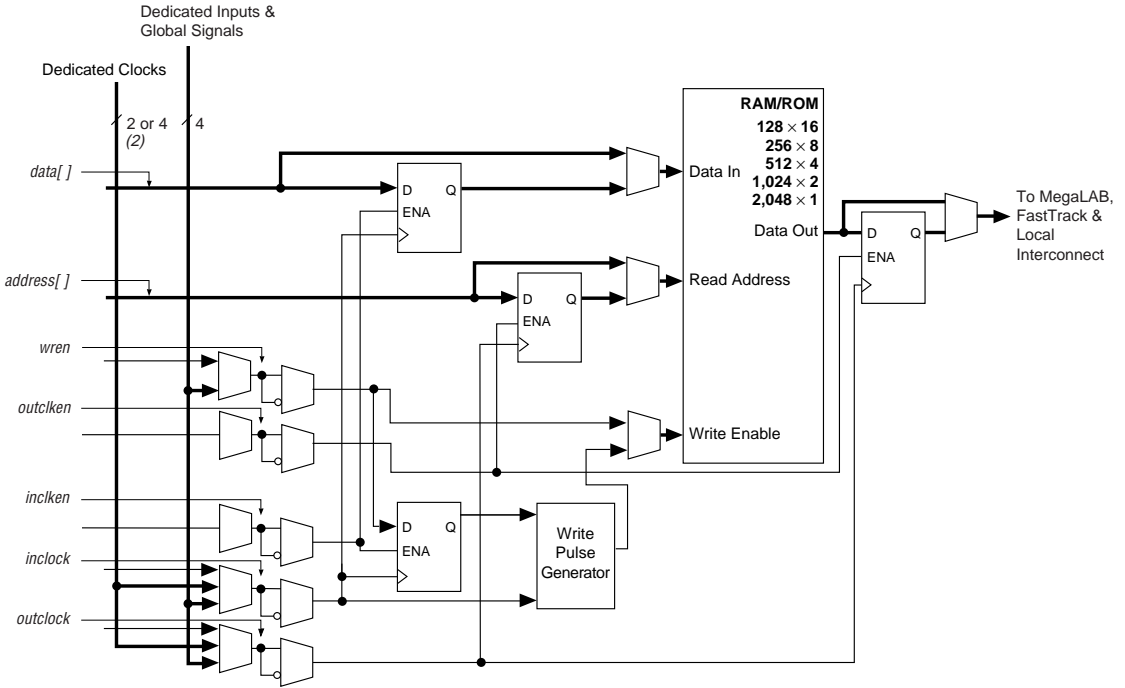 Dedicated Inputs &
Global Signals
Dedicated Clocks
2 or 4
(2)
4
RAM/ROM
128 × 16
256 × 8
512 × 4
1,024 × 2
2,048 × 1
data[ ]
D Q
ENA
Data In
Data Out
D Q
ENA
To MegaLAB,
FastTrack &
Local
Interconnect
address[ ]
D Q
ENA
Read Address
wren
outclken
Write Enable
inclken
D Q
ENA
Write
Pulse
Generator
inclock
outclock